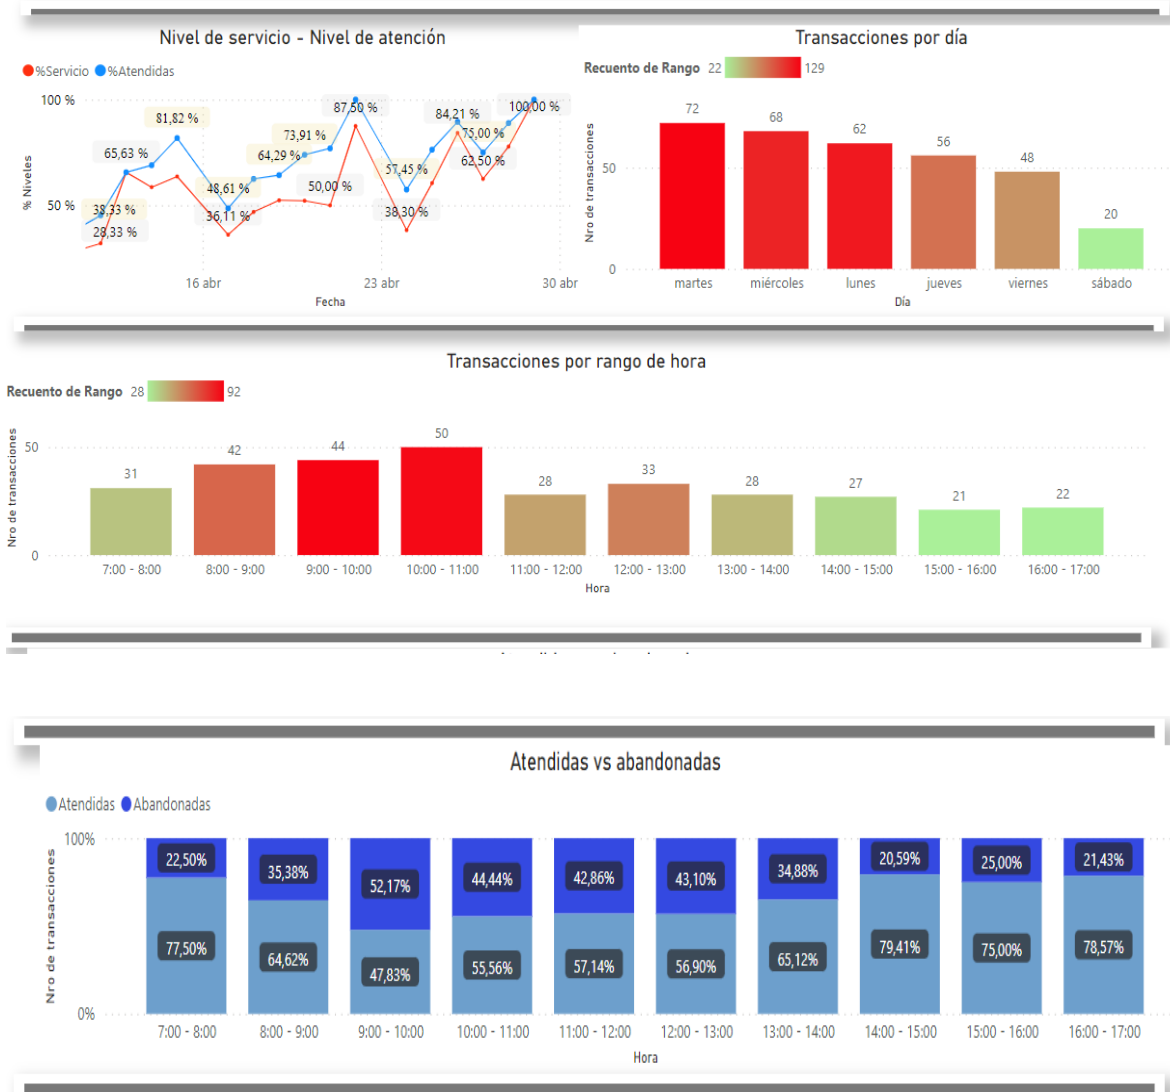 Nivel de servicio - Nivel de atención
%Servicio %Atendidas
% Niveles
100 %
50 %
38,33 %
28,33 %
65,63 %
81,82 %
48,61 %
36,11 %
64,29 %
73,91 %
50,00 %
87,50 %
57,45 %
38,30 %
84,21 %
75,00 %
62,50 %
100,00 %
16 abr 23 abr 30 abr
Fecha
Transacciones por día
Recuento de Rango 22 129
Nro de transacciones
50
0
72 68 62 56 48 20
martes miércoles lunes jueves viernes sábado
Día
Transacciones por rango de hora
Recuento de Rango 28 92
Nro de transacciones
50
0
31 42 44 50 28 33 28 27 21 22
7:00 - 8:00 8:00 - 9:00 9:00 - 10:00 10:00 - 11:00 11:00 - 12:00 12:00 - 13:00 13:00 - 14:00 14:00 - 15:00 15:00 - 16:00 16:00 - 17:00
Hora
Atendidas vs abandonadas
Atendidas Abandonadas
Nro de transacciones
100%
0%
22,50% 35,38% 52,17% 44,44% 42,86% 43,10% 34,88% 20,59% 25,00% 21,43%
77,50% 64,62% 47,83% 55,56% 57,14% 56,90% 65,12% 79,41% 75,00% 78,57%
7:00 - 8:00 8:00 - 9:00 9:00 - 10:00 10:00 - 11:00 11:00 - 12:00 12:00 - 13:00 13:00 - 14:00 14:00 - 15:00 15:00 - 16:00 16:00 - 17:00
Hora